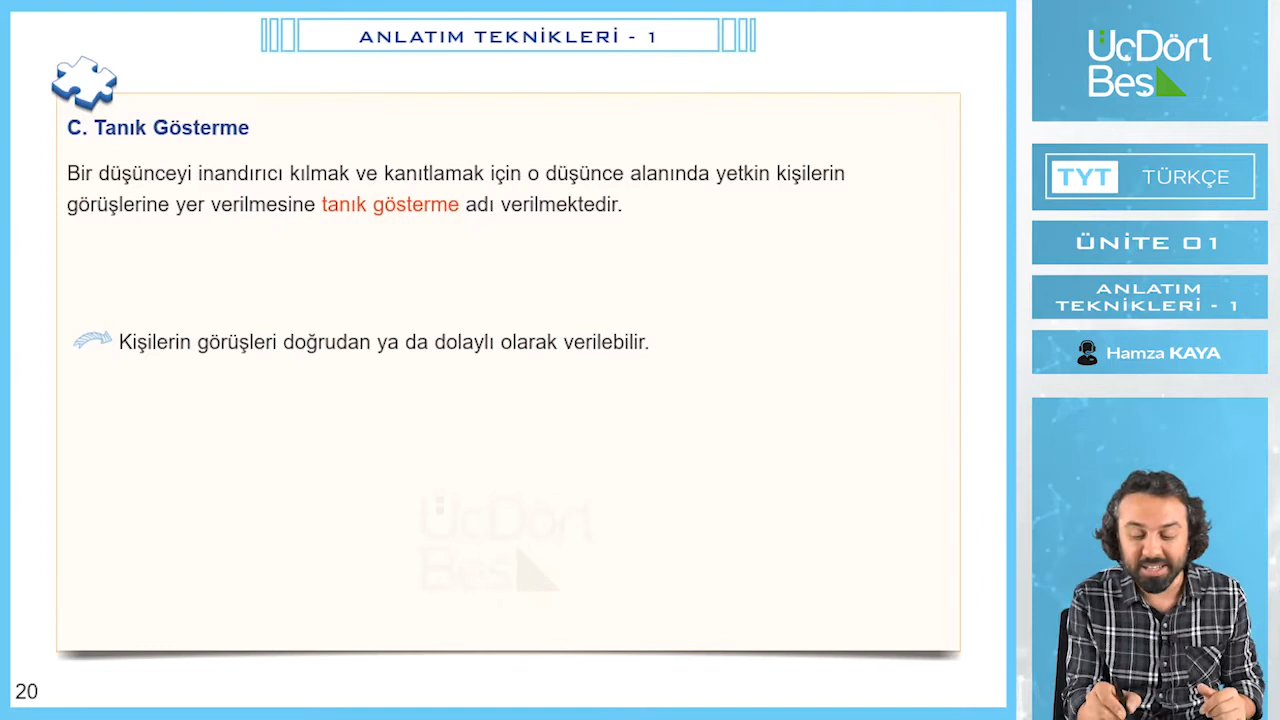 ANLATIM TEKNİKLERİ - 1
C. Tanık Gösterme
Bir düşünceyi inandırıcı kılmak ve kanıtlamak için o düşünce alanında yetkin kişilerin
görüşlerine yer verilmesine tanık gösterme adı verilmektedir.
Kişilerin görüşleri doğrudan ya da dolaylı olarak verilebilir.
ÜçDört
Beş
20
ÜçDört
Beş
TYT TÜRKÇE
ÜNİTE 01
ANLATIM
TEKNİKLERİ - 1
Hamza KAYA